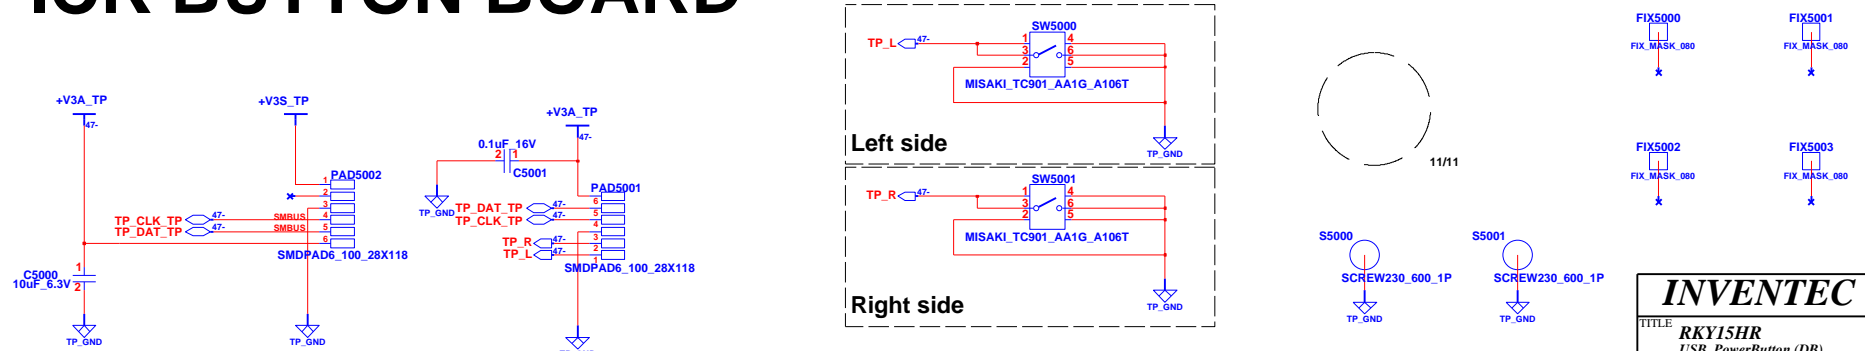 BUTTON BOARD
+V3A_TP
47-
+V3S_TP
PAD5002
1
2
3
4
5
6
TP_CLK_TP
47-
SMBUS
TP_DAT_TP
47-
SMBUS
SMDPAD6_100_28X118
C5000
10uF_6.3V
1
2
TP_GND
TP_GND
+V3A_TP
47-
0.1uF_16V
2
1
C5001
TP_GND
PAD5001
6
5
4
3
2
1
TP_DAT_TP
47-
TP_CLK_TP
47-
TP_R
47-
TP_L
47-
SMDPAD6_100_28X118
SW5000
TP_L
47-
1
3
2
4
6
5
MISAKI_TC901_AA1G_A106T
Left side
TP_GND
SW5001
TP_R
47-
1
3
2
4
6
5
MISAKI_TC901_AA1G_A106T
Right side
TP_GND
11/11
FIX5000
FIX_MASK_080
FIX5001
FIX_MASK_080
FIX5002
FIX_MASK_080
FIX5003
FIX_MASK_080
S5000
SCREW230_600_1P
TP_GND
S5001
SCREW230_600_1P
TP_GND
INVENTEC
TITLE
RKY15HR
USB_PowerButton (DB)